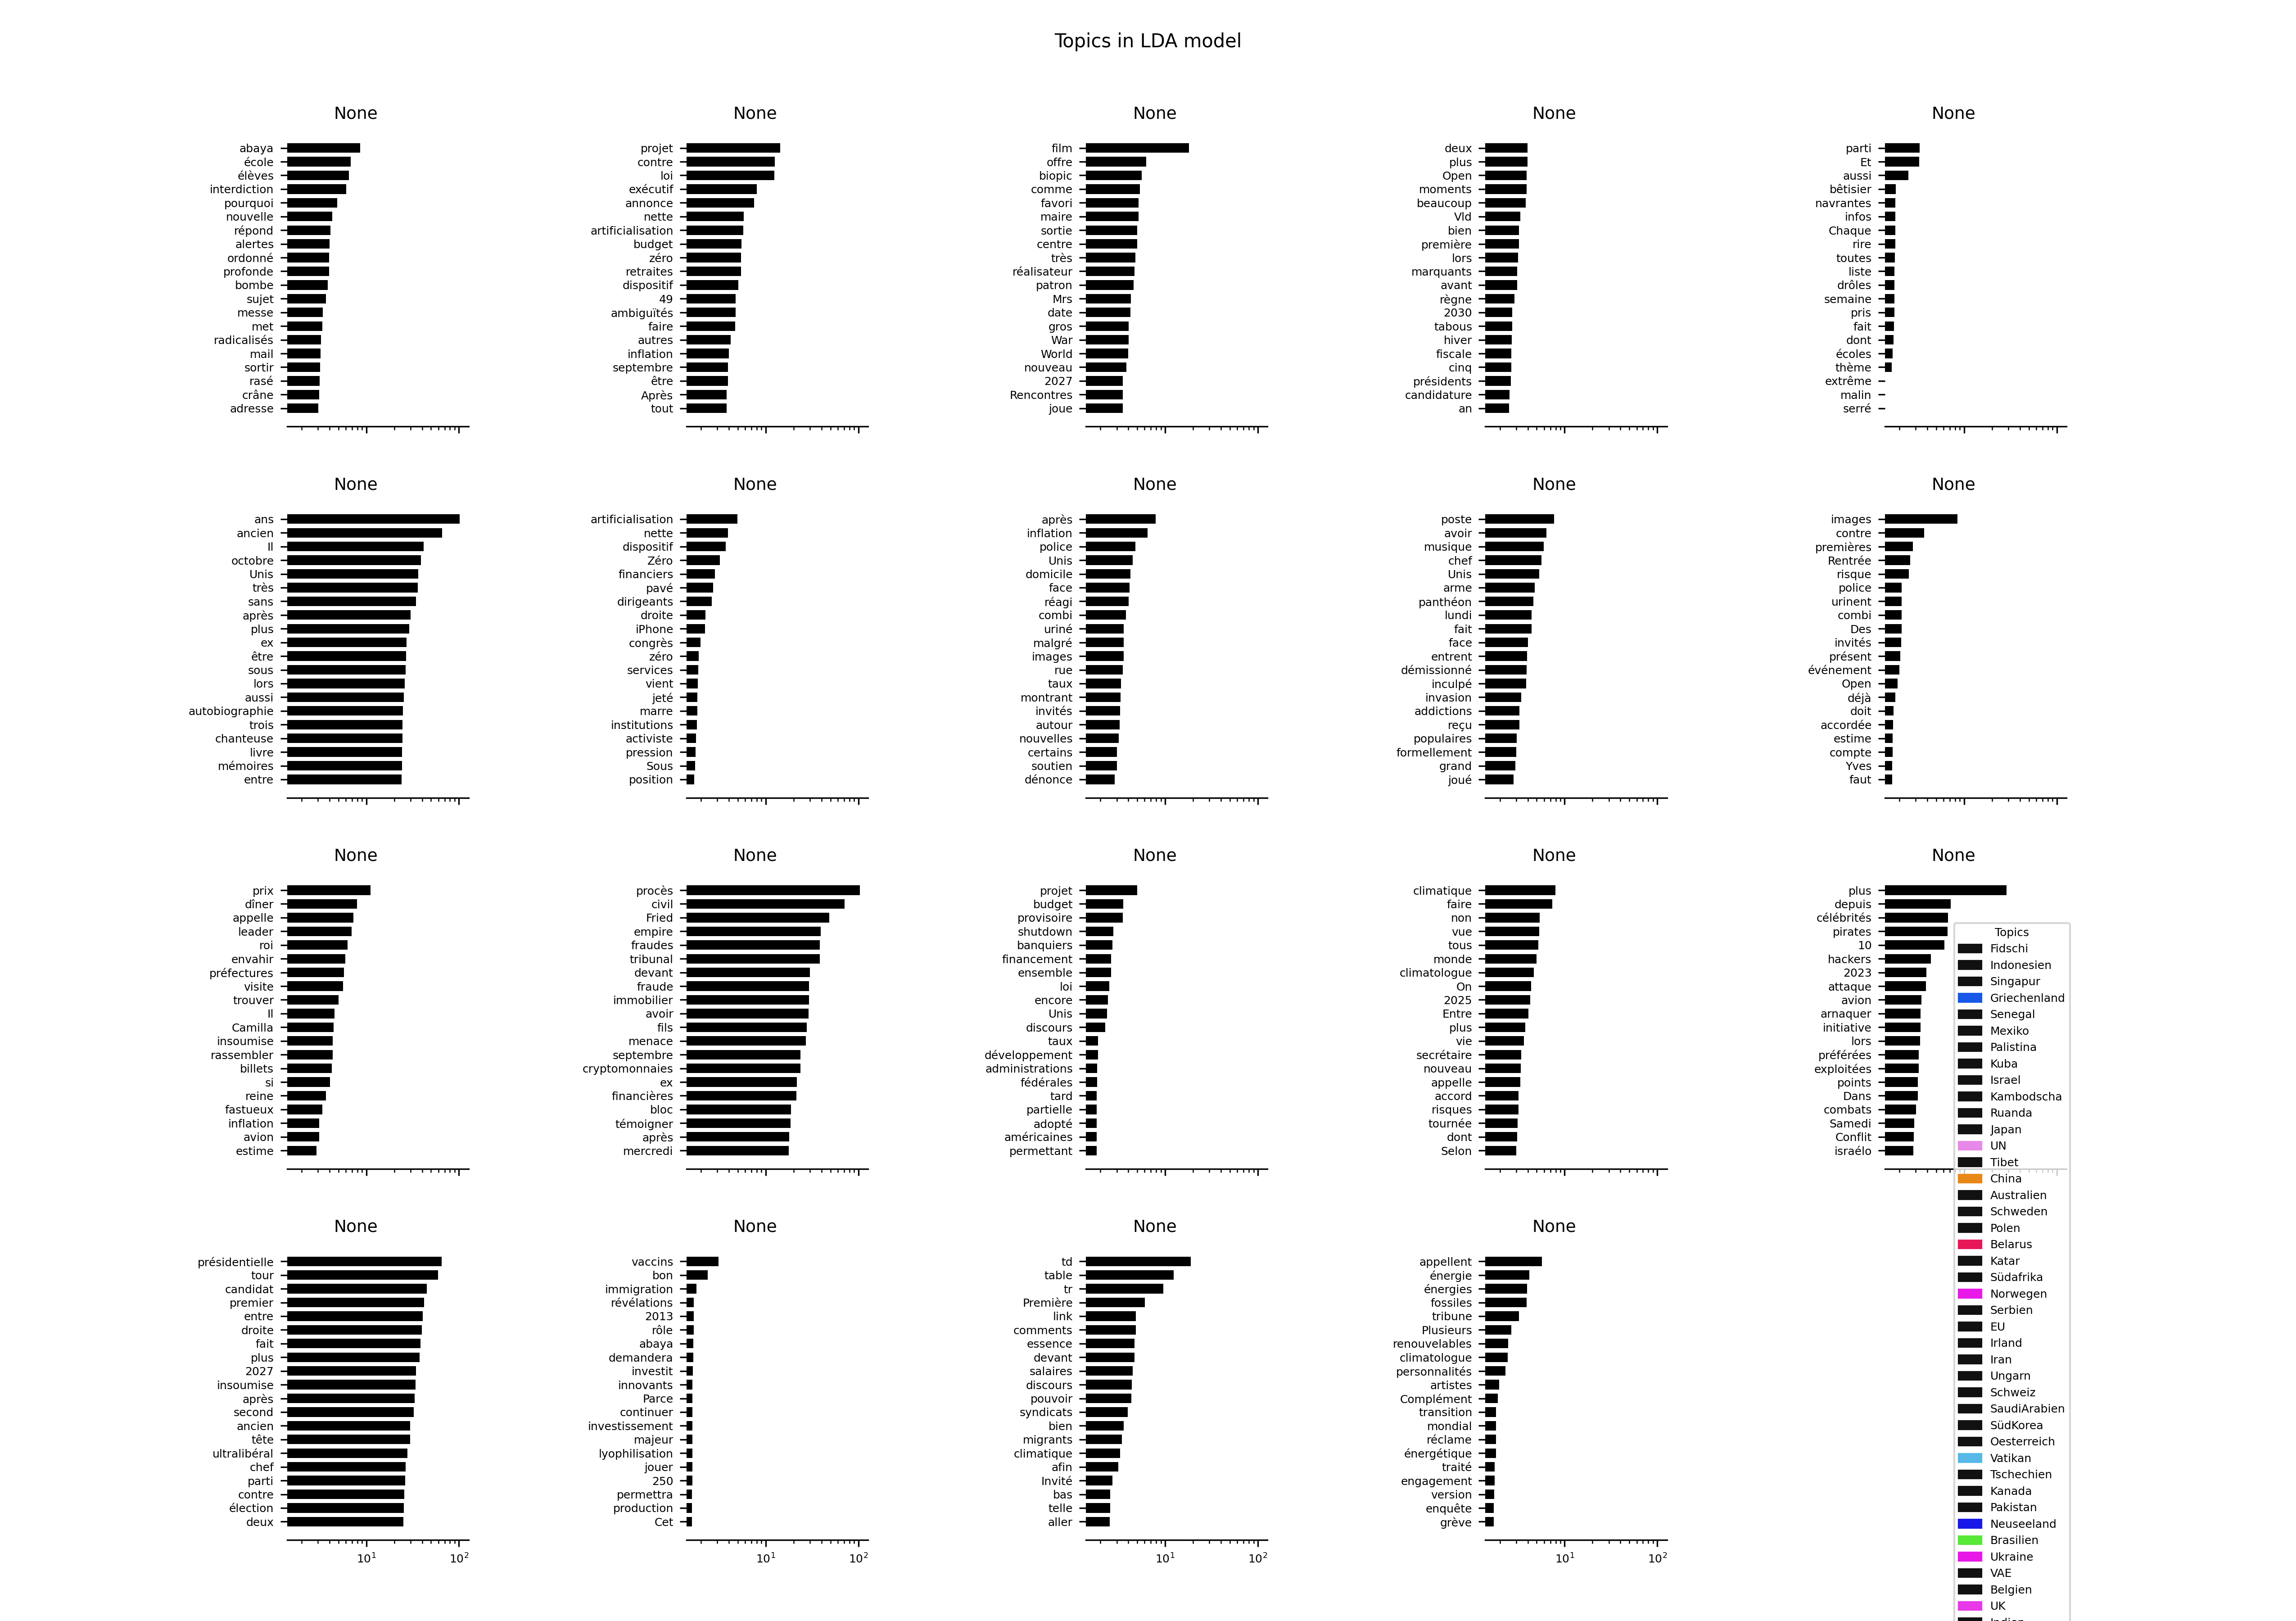 Topics in LDA model
None
abaya
école
élèves
interdiction
pourquoi
nouvelle
répond
alertes
ordonné
profonde
bombe
sujet
messe
met
radicalisés
mail
sortir
rasé
crâne
adresse
None
projet
contre
loi
exécutif
annonce
nette
artificialisation
budget
zéro
retraites
dispositif
49
ambiguïtés
faire
autres
inflation
septembre
être
Après
tout
None
film
offre
biopic
comme
favori
maire
sortie
centre
très
réalisateur
patron
Mrs
date
gros
War
World
nouveau
2027
Rencontres
joue
None
deux
plus
Open
moments
beaucoup
Vld
bien
première
lors
marquants
avant
règne
2030
tabous
hiver
fiscale
cinq
présidents
candidature
an
None
parti
Et
aussi
bêtisier
navrantes
infos
Chaque
rire
toutes
liste
drôles
semaine
pris
fait
dont
écoles
thème
extrême
malin
serré
None
ans
ancien
Il
octobre
Unis
très
sans
après
plus
ex
être
sous
lors
aussi
autobiographie
trois
chanteuse
livre
mémoires
entre
None
artificialisation
nette
dispositif
Zéro
financiers
pavé
dirigeants
droite
iPhone
congrès
zéro
services
vient
jeté
marre
institutions
activiste
pression
Sous
position
None
après
inflation
police
Unis
domicile
face
réagi
combi
uriné
malgré
images
rue
taux
montrant
invités
autour
nouvelles
certains
soutien
dénonce
None
poste
avoir
musique
chef
Unis
arme
panthéon
lundi
fait
face
entrent
démissionné
inculpé
invasion
addictions
reçu
populaires
formellement
grand
joué
None
images
contre
premières
Rentrée
risque
police
urinent
combi
Des
invités
présent
événement
Open
déjà
doit
accordée
estime
compte
Yves
faut
None
prix
dîner
appelle
leader
roi
envahir
préfectures
visite
trouver
Il
Camilla
insoumise
rassembler
billets
si
reine
fastueux
inflation
avion
estime
None
procès
civil
Fried
empire
fraudes
tribunal
devant
fraude
immobilier
avoir
fils
menace
septembre
cryptomonnaies
ex
financières
bloc
témoigner
après
mercredi
None
projet
budget
provisoire
shutdown
banquiers
financement
ensemble
loi
encore
Unis
discours
taux
développement
administrations
fédérales
tard
partielle
adopté
américaines
permettant
None
climatique
faire
non
vue
tous
monde
climatologue
On
2025
Entre
plus
vie
secrétaire
nouveau
appelle
accord
risques
tournée
dont
Selon
None
plus
depuis
célébrités
pirates
10
hackers
2023
attaque
avion
arnaquer
initiative
lors
préférées
exploitées
points
Dans
combats
Samedi
Conflit
israélo
None
présidentielle
tour
candidat
premier
entre
droite
fait
plus
2027
insoumise
après
second
ancien
tête
ultralibéral
chef
parti
contre
élection
deux
10^1 10^2
None
vaccins
bon
immigration
révélations
2013
rôle
abaya
demandera
investit
innovants
Parce
continuer
investissement
majeur
lyophilisation
jouer
250
permettra
production
Cet
10^1 10^2
None
td
table
tr
Première
link
comments
essence
devant
salaires
discours
pouvoir
syndicats
bien
migrants
climatique
afin
Invité
bas
telle
aller
10^1 10^2
None
appellent
énergie
énergies
fossiles
tribune
Plusieurs
renouvelables
climatologue
personnalités
artistes
Complément
transition
mondial
réclame
énergétique
traité
engagement
version
enquête
grève
10^1 10^2
Topics
Fidschi
Indonesien
Singapur
Griechenland
Senegal
Mexiko
Palistina
Kuba
Israel
Kambodscha
Ruanda
Japan
UN
Tibet
China
Australien
Schweden
Polen
Belarus
Katar
Südafrika
Norwegen
Serbien
EU
Irland
Iran
Ungarn
Schweiz
SaudiArabien
SüdKorea
Oesterreich
Vatikan
Tschechien
Kanada
Pakistan
Neuseeland
Brasilien
Ukraine
VAE
Belgien
UK